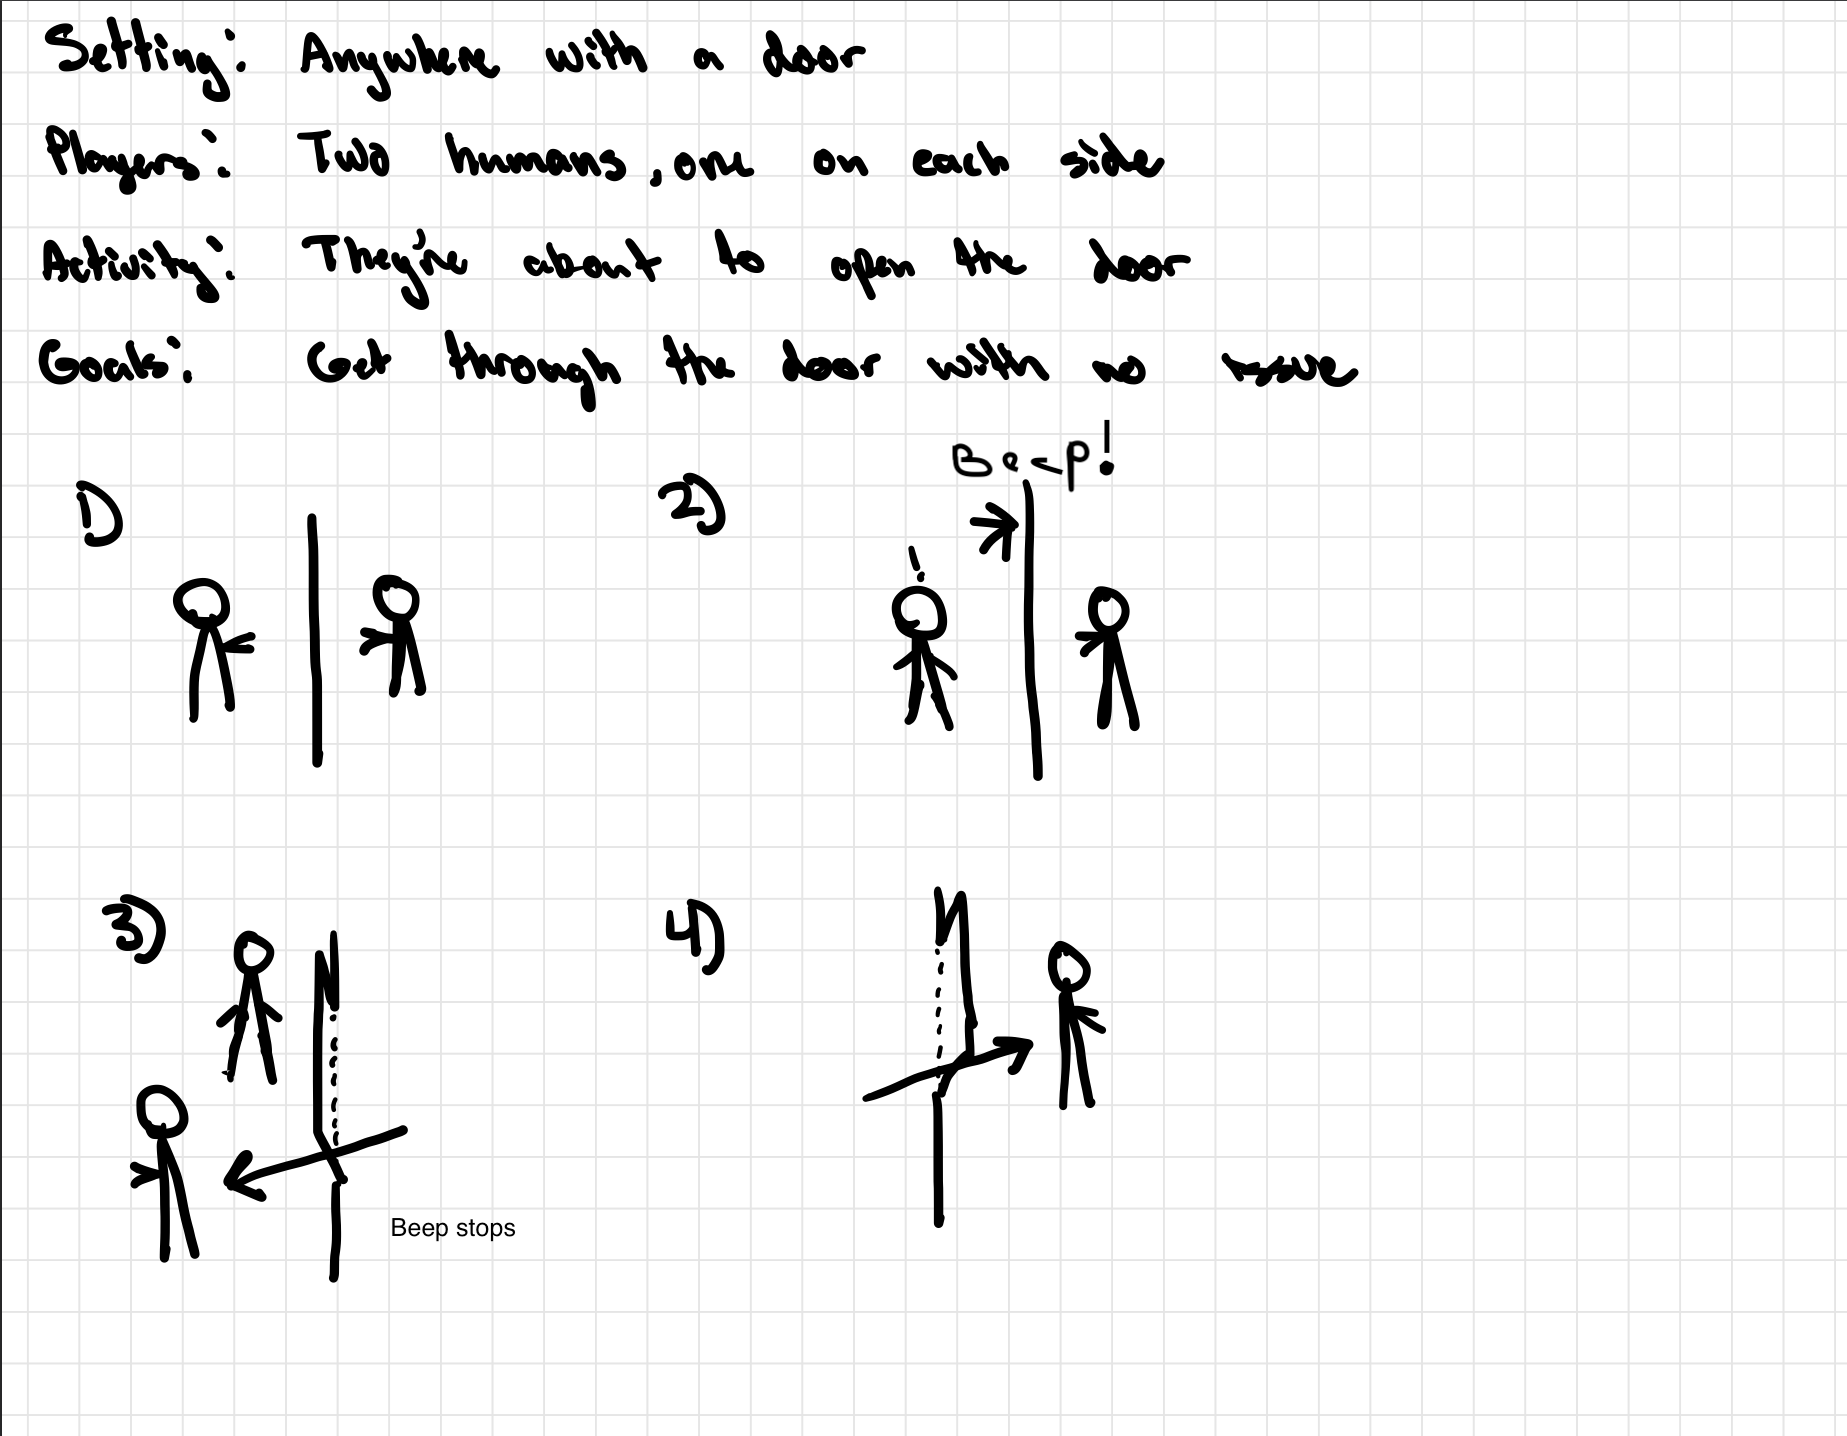 Setting: Anywhere with a door
Players: Two humans, one on each side
Activity: They're about to open the door
Goals: Get through the door with no issue
Beep!
1)
2)
3)
4)
Beep stops